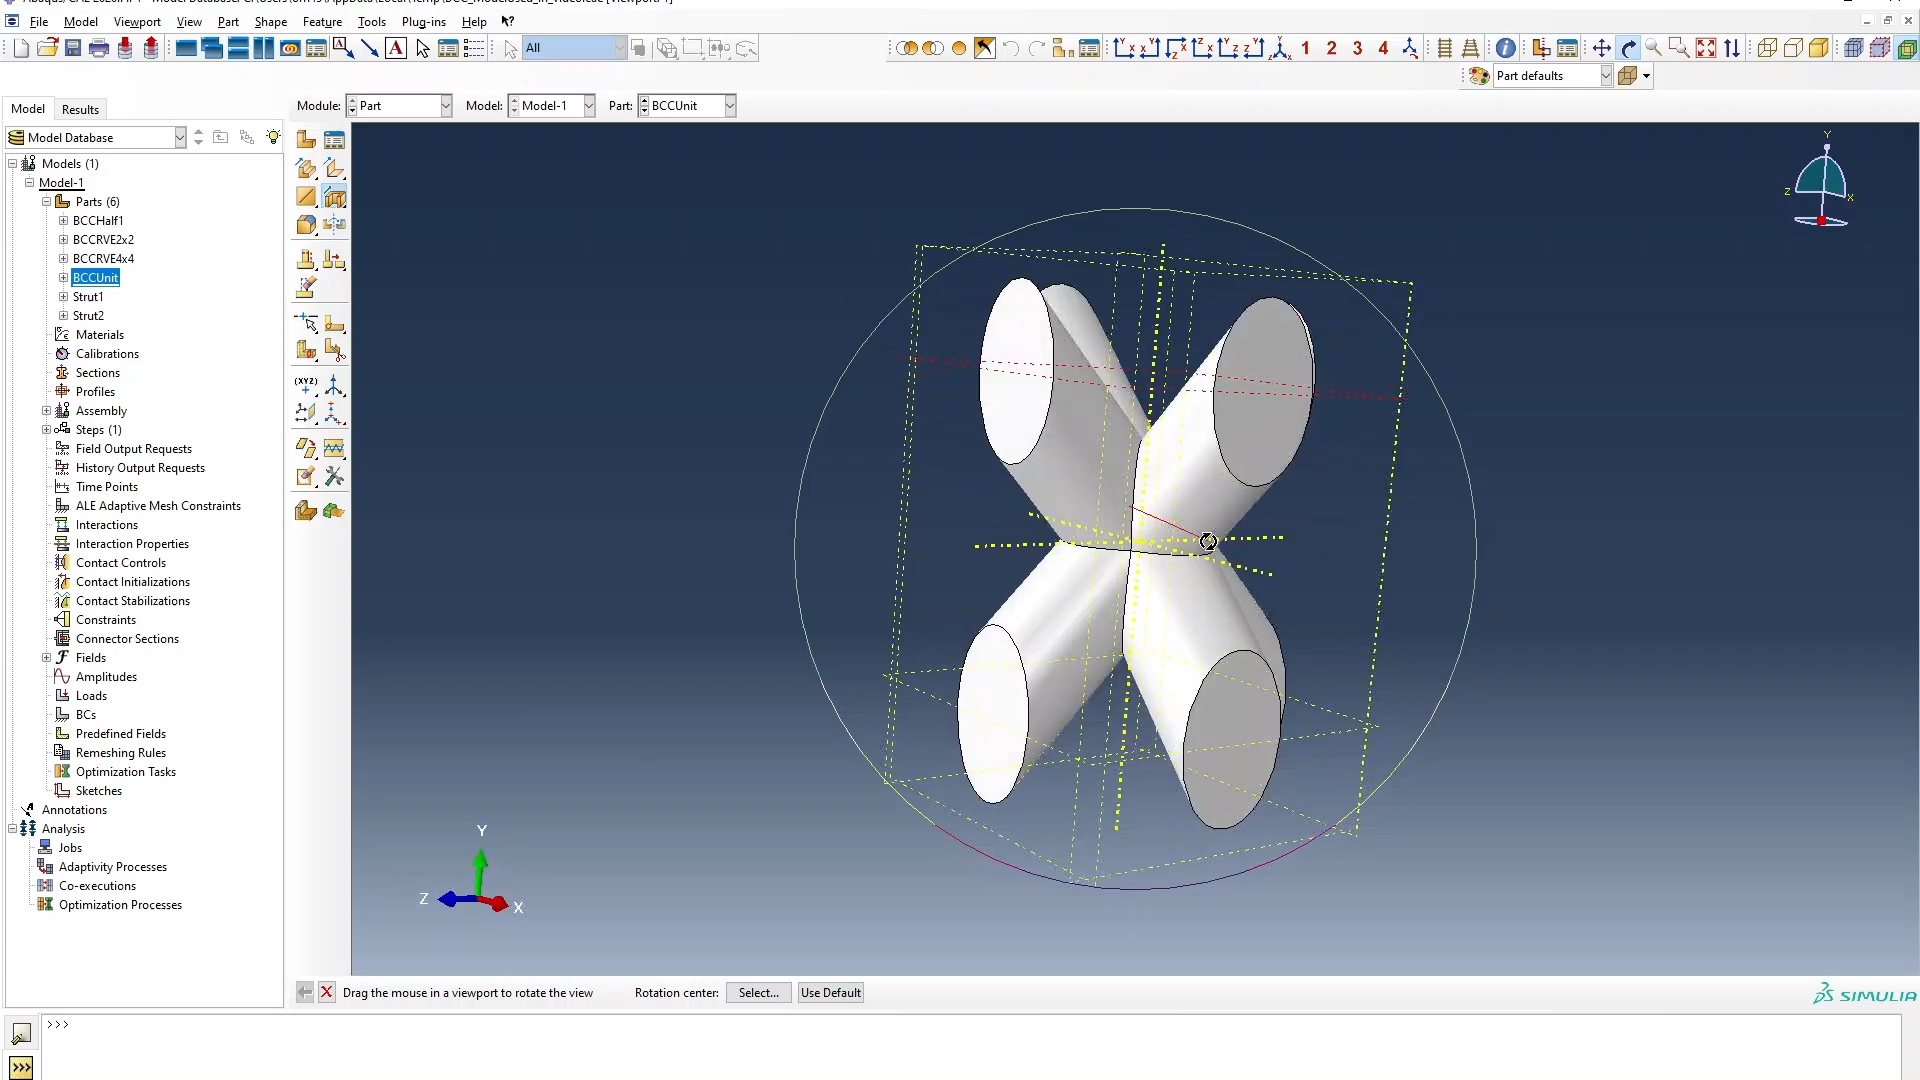 File Model Viewport View Part Shape Feature Tools Plug-ins Help
All
1 2 3 4
Part defaults
Model Results
Module: Part Model: Model-1 Part: BCCUnit
Model Database
Models (1)
Model-1
Parts (6)
BCCHalf1
BCCRVE2x2
BCCRVE4x4
BCCUnit
Strut1
Strut2
Materials
Calibrations
Sections
Profiles
Assembly
Steps (1)
Field Output Requests
History Output Requests
Time Points
ALE Adaptive Mesh Constraints
Interactions
Interaction Properties
Contact Controls
Contact Initializations
Contact Stabilizations
Constraints
Connector Sections
Fields
Amplitudes
Loads
BCs
Predefined Fields
Remeshing Rules
Optimization Tasks
Sketches
Annotations
Analysis
Jobs
Adaptivity Processes
Co-executions
Optimization Processes
(XYZ)
Y
Z
X
Y
Z
X
Drag the mouse in a viewport to rotate the view Rotation center: Select... Use Default
SIMULIA
>>>
>>>